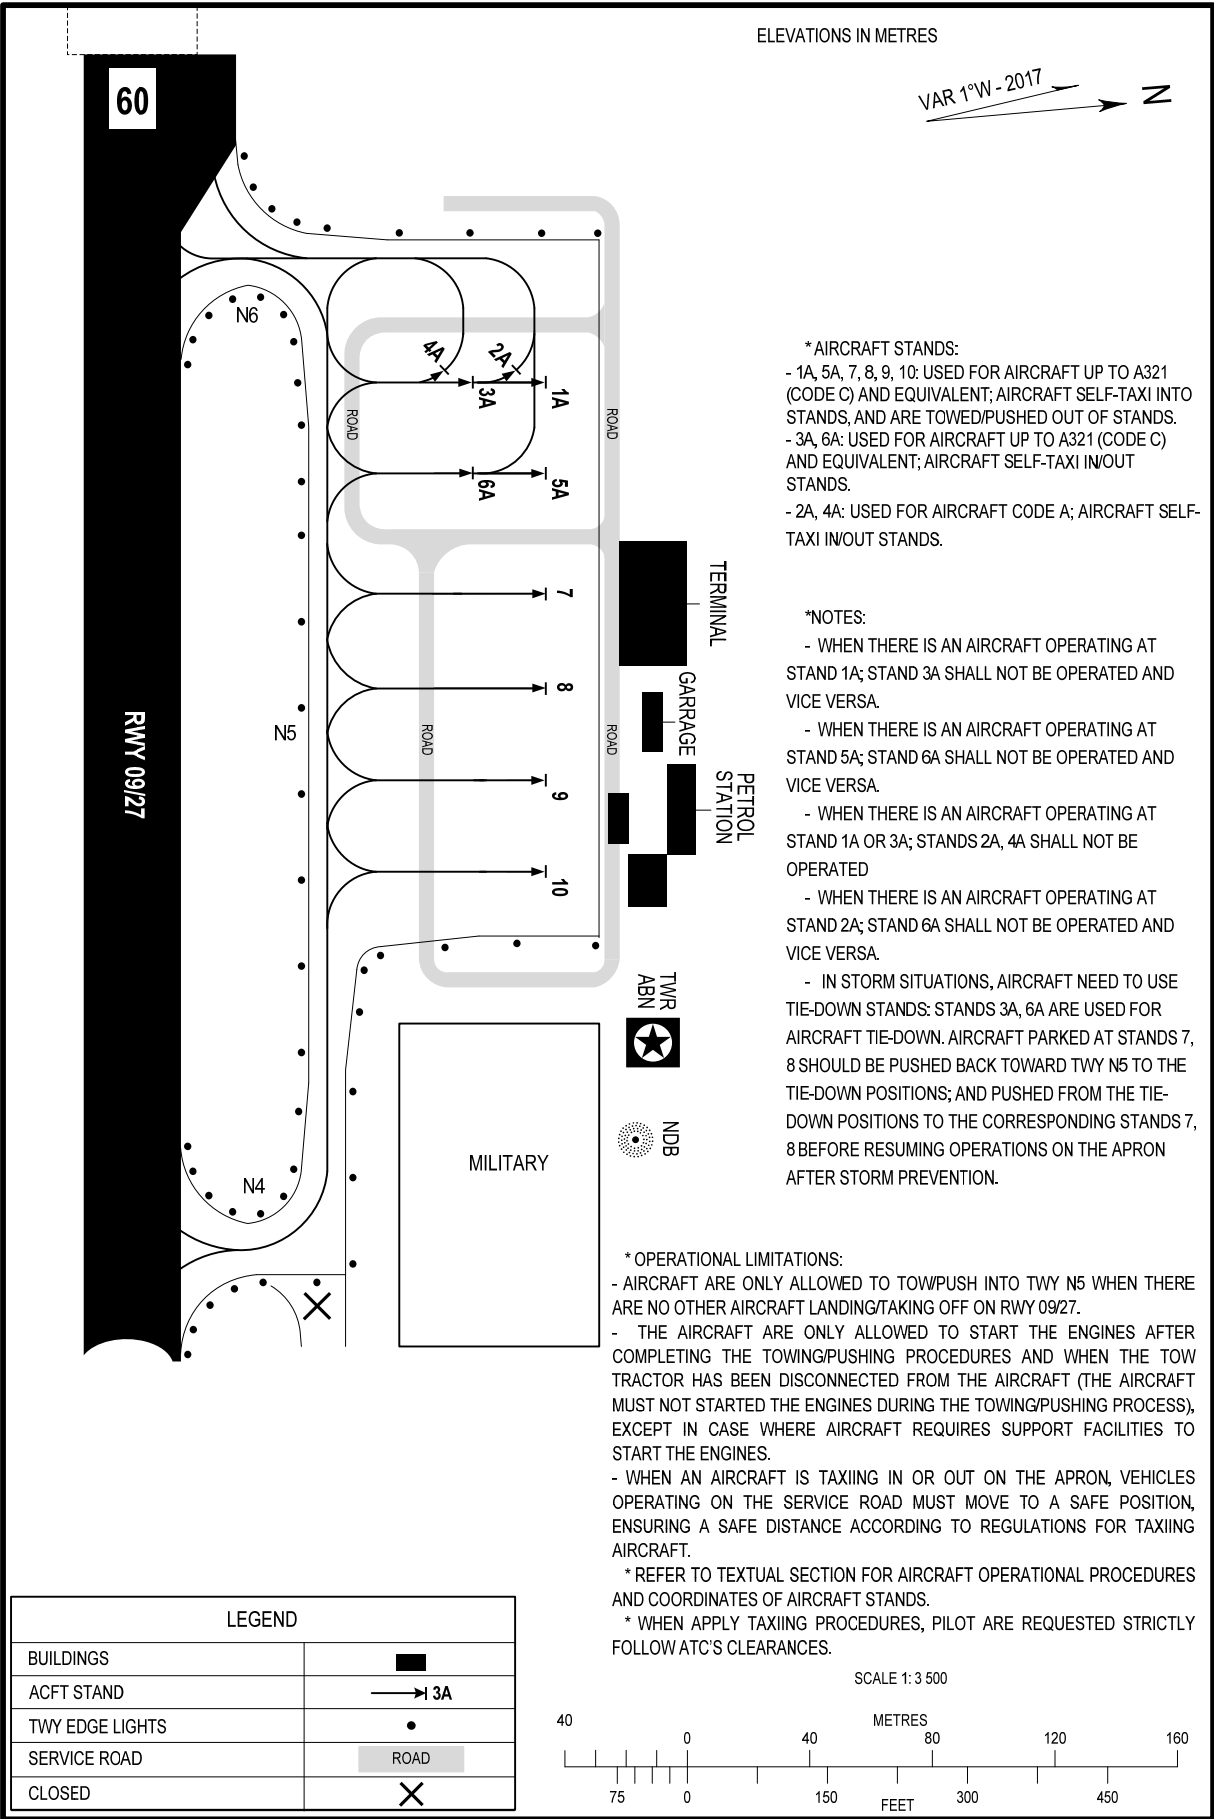 ELEVATIONS IN METRES
VAR 1°W - 2017
N
60
N6
4A
2A
3A
1A
ROAD
ROAD
6A
5A
7
8
9
10
TERMINAL
GARRAGE
PETROL
STATION
N5
ROAD
ROAD
RWY 09/27
TWR
ABN
NDB
MILITARY
N4
* AIRCRAFT STANDS:
- 1A, 5A, 7, 8, 9, 10: USED FOR AIRCRAFT UP TO A321
(CODE C) AND EQUIVALENT; AIRCRAFT SELF-TAXI INTO
STANDS, AND ARE TOWED/PUSHED OUT OF STANDS.
- 3A, 6A: USED FOR AIRCRAFT UP TO A321 (CODE C)
AND EQUIVALENT; AIRCRAFT SELF-TAXI IN/OUT
STANDS.
- 2A, 4A: USED FOR AIRCRAFT CODE A; AIRCRAFT SELF-
TAXI IN/OUT STANDS.
*NOTES:
- WHEN THERE IS AN AIRCRAFT OPERATING AT
STAND 1A; STAND 3A SHALL NOT BE OPERATED AND
VICE VERSA.
- WHEN THERE IS AN AIRCRAFT OPERATING AT
STAND 5A; STAND 6A SHALL NOT BE OPERATED AND
VICE VERSA.
- WHEN THERE IS AN AIRCRAFT OPERATING AT
STAND 1A OR 3A; STANDS 2A, 4A SHALL NOT BE
OPERATED
- WHEN THERE IS AN AIRCRAFT OPERATING AT
STAND 2A; STAND 6A SHALL NOT BE OPERATED AND
VICE VERSA.
- IN STORM SITUATIONS, AIRCRAFT NEED TO USE
TIE-DOWN STANDS: STANDS 3A, 6A ARE USED FOR
AIRCRAFT TIE-DOWN. AIRCRAFT PARKED AT STANDS 7,
8 SHOULD BE PUSHED BACK TOWARD TWY N5 TO THE
TIE-DOWN POSITIONS; AND PUSHED FROM THE TIE-
DOWN POSITIONS TO THE CORRESPONDING STANDS 7,
8 BEFORE RESUMING OPERATIONS ON THE APRON
AFTER STORM PREVENTION.
* OPERATIONAL LIMITATIONS:
- AIRCRAFT ARE ONLY ALLOWED TO TOW/PUSH INTO TWY N5 WHEN THERE
ARE NO OTHER AIRCRAFT LANDING/TAKING OFF ON RWY 09/27.
- THE AIRCRAFT ARE ONLY ALLOWED TO START THE ENGINES AFTER
COMPLETING THE TOWING/PUSHING PROCEDURES AND WHEN THE TOW
TRACTOR HAS BEEN DISCONNECTED FROM THE AIRCRAFT (THE AIRCRAFT
MUST NOT STARTED THE ENGINES DURING THE TOWING/PUSHING PROCESS),
EXCEPT IN CASE WHERE AIRCRAFT REQUIRES SUPPORT FACILITIES TO
START THE ENGINES.
- WHEN AN AIRCRAFT IS TAXIING IN OR OUT ON THE APRON, VEHICLES
OPERATING ON THE SERVICE ROAD MUST MOVE TO A SAFE POSITION,
ENSURING A SAFE DISTANCE ACCORDING TO REGULATIONS FOR TAXIING
AIRCRAFT.
* REFER TO TEXTUAL SECTION FOR AIRCRAFT OPERATIONAL PROCEDURES
AND COORDINATES OF AIRCRAFT STANDS.
* WHEN APPLY TAXIING PROCEDURES, PILOT ARE REQUESTED STRICTLY
FOLLOW ATC'S CLEARANCES.
LEGEND
BUILDINGS
ACFT STAND 3A
TWY EDGE LIGHTS
SERVICE ROAD ROAD
CLOSED
SCALE 1: 3 500
METRES
40 0 40 80 120 160
75 0 150 300 450
FEET